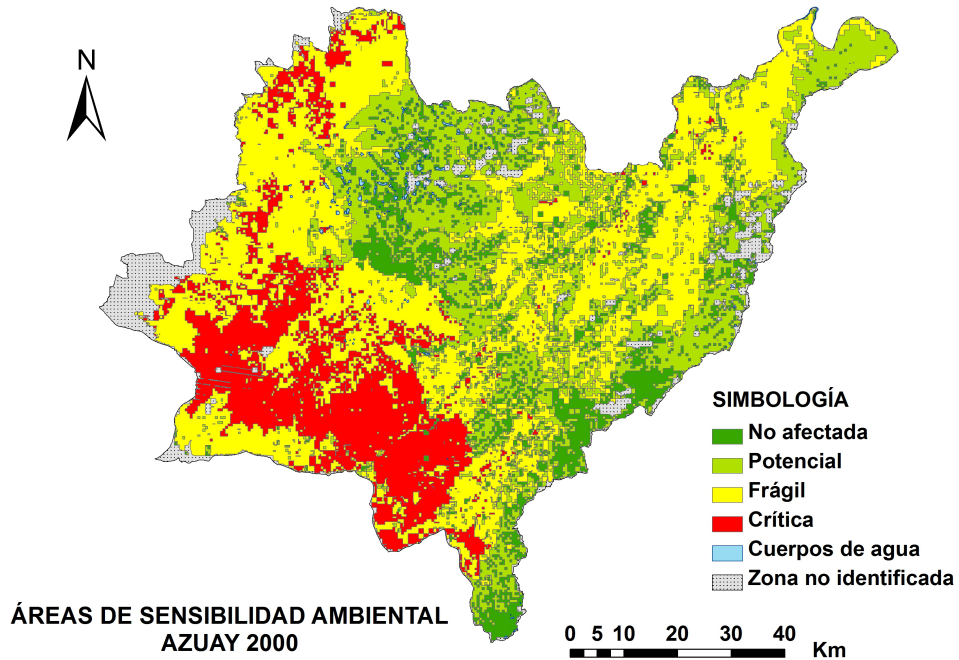 N
SIMBOLOGÍA
No afectada
Potencial
Frágil
Crítica
Cuerpos de agua
Zona no identificada
ÁREAS DE SENSIBILIDAD AMBIENTAL
AZUAY 2000
0 5 10 20 30 40
Km